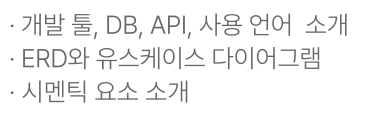 · 개발 툴, DB, API, 사용 언어  소개
· ERD와 유스케이스 다이어그램
· 시멘틱 요소 소개